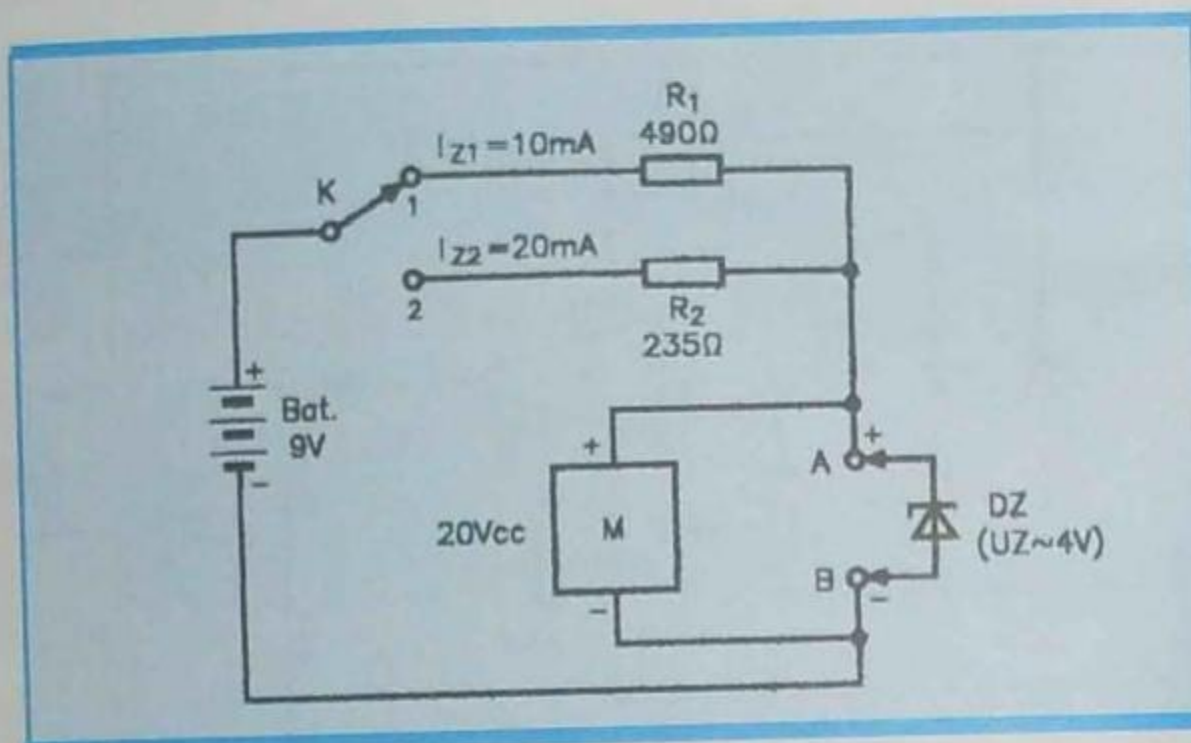 R1
490Ω
IZ1=10mA
K
1
IZ2=20mA
2
R2
235Ω
+
Bat.
9V
-
+
20Vcc
M
-
A
+
DZ
(UZ~4V)
B
-